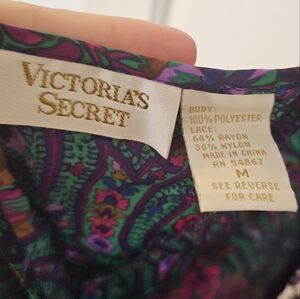 VICTORIA'S
SECRET
BODY:
100% POLYESTER
LACE:
64% RAYON
36% NYLON
MADE IN CHINA
RN 54867
M
SEE REVERSE
FOR CARE